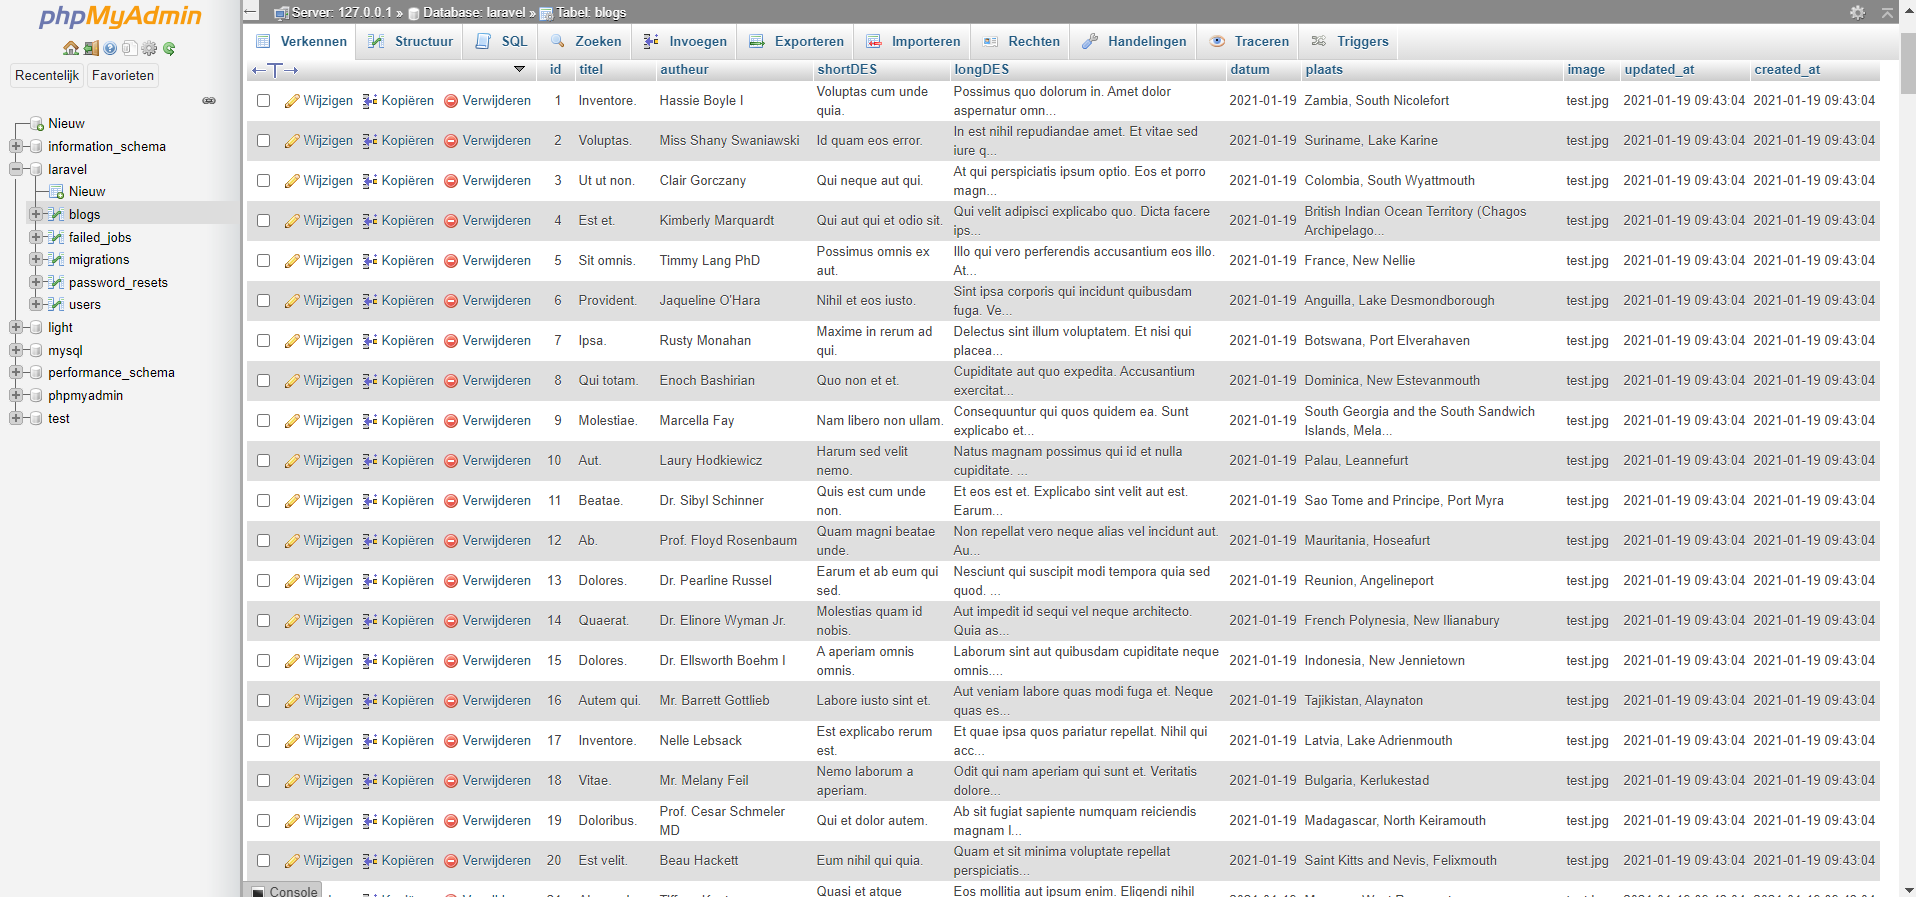 phpMyAdmin
Recentelijk Favorieten
Nieuw
information_schema
laravel
Nieuw
blogs
failed_jobs
migrations
password_resets
users
light
mysql
performance_schema
phpmyadmin
test
Server: 127.0.0.1 » Database: laravel » Tabel: blogs
Verkennen Structuur SQL Zoeken Invoegen Exporteren Importeren Rechten Handelingen Traceren Triggers
id titel autheur shortDES longDES datum plaats image updated_at created_at
Wijzigen Kopiëren Verwijderen 1 Inventore. Hassie Boyle I Voluptas cum unde quia. Possimus quo dolorum in. Amet dolor aspernatur omn... 2021-01-19 Zambia, South Nicolefort test.jpg 2021-01-19 09:43:04 2021-01-19 09:43:04
Wijzigen Kopiëren Verwijderen 2 Voluptas. Miss Shany Swaniawski Id quam eos error. In est nihil repudiandae amet. Et vitae sed iure q... 2021-01-19 Suriname, Lake Karine test.jpg 2021-01-19 09:43:04 2021-01-19 09:43:04
Wijzigen Kopiëren Verwijderen 3 Ut ut non. Clair Gorczany Qui neque aut qui. At qui perspiciatis ipsum optio. Eos et porro magn... 2021-01-19 Colombia, South Wyattmouth test.jpg 2021-01-19 09:43:04 2021-01-19 09:43:04
Wijzigen Kopiëren Verwijderen 4 Est et. Kimberly Marquardt Qui aut qui et odio sit. Qui velit adipisci explicabo quo. Dicta facere ips... 2021-01-19 British Indian Ocean Territory (Chagos Archipelago... test.jpg 2021-01-19 09:43:04 2021-01-19 09:43:04
Wijzigen Kopiëren Verwijderen 5 Sit omnis. Timmy Lang PhD Possimus omnis ex aut. Illo qui vero perferendis accusantium eos illo. At... 2021-01-19 France, New Nellie test.jpg 2021-01-19 09:43:04 2021-01-19 09:43:04
Wijzigen Kopiëren Verwijderen 6 Provident. Jaqueline O'Hara Nihil et eos iusto. Sint ipsa corporis qui incidunt quibusdam fuga. Ve... 2021-01-19 Anguilla, Lake Desmondborough test.jpg 2021-01-19 09:43:04 2021-01-19 09:43:04
Wijzigen Kopiëren Verwijderen 7 Ipsa. Rusty Monahan Maxime in rerum ad qui. Delectus sint illum voluptatem. Et nisi qui placea... 2021-01-19 Botswana, Port Elverahaven test.jpg 2021-01-19 09:43:04 2021-01-19 09:43:04
Wijzigen Kopiëren Verwijderen 8 Qui totam. Enoch Bashirian Quo non et et. Cupiditate aut quo expedita. Accusantium exercitat... 2021-01-19 Dominica, New Estevanmouth test.jpg 2021-01-19 09:43:04 2021-01-19 09:43:04
Wijzigen Kopiëren Verwijderen 9 Molestiae. Marcella Fay Nam libero non ullam. Consequuntur qui quos quidem ea. Sunt explicabo et... 2021-01-19 South Georgia and the South Sandwich Islands, Mela... test.jpg 2021-01-19 09:43:04 2021-01-19 09:43:04
Wijzigen Kopiëren Verwijderen 10 Aut. Laury Hodkiewicz Harum sed velit nemo. Natus magnam possimus qui id et nulla cupiditate. ... 2021-01-19 Palau, Leannefurt test.jpg 2021-01-19 09:43:04 2021-01-19 09:43:04
Wijzigen Kopiëren Verwijderen 11 Beatae. Dr. Sibyl Schinner Quis est cum unde non. Et eos est et. Explicabo sint velit aut est. Earum... 2021-01-19 Sao Tome and Principe, Port Myra test.jpg 2021-01-19 09:43:04 2021-01-19 09:43:04
Wijzigen Kopiëren Verwijderen 12 Ab. Prof. Floyd Rosenbaum Quam magni beatae unde. Non repellat vero neque alias vel incidunt aut. Au... 2021-01-19 Mauritania, Hoseafurt test.jpg 2021-01-19 09:43:04 2021-01-19 09:43:04
Wijzigen Kopiëren Verwijderen 13 Dolores. Dr. Pearline Russel Earum et ab eum qui sed. Nesciunt qui suscipit modi tempora quia sed quod. ... 2021-01-19 Reunion, Angelineport test.jpg 2021-01-19 09:43:04 2021-01-19 09:43:04
Wijzigen Kopiëren Verwijderen 14 Quaerat. Dr. Elinore Wyman Jr. Molestias quam id nobis. Aut impedit id sequi vel neque architecto. Quia as... 2021-01-19 French Polynesia, New Ilianabury test.jpg 2021-01-19 09:43:04 2021-01-19 09:43:04
Wijzigen Kopiëren Verwijderen 15 Dolores. Dr. Ellsworth Boehm I A aperiam omnis omnis. Laborum sint aut quibusdam cupiditate neque omnis.... 2021-01-19 Indonesia, New Jennietown test.jpg 2021-01-19 09:43:04 2021-01-19 09:43:04
Wijzigen Kopiëren Verwijderen 16 Autem qui. Mr. Barrett Gottlieb Labore iusto sint et. Aut veniam labore quas modi fuga et. Neque quas es... 2021-01-19 Tajikistan, Alaynaton test.jpg 2021-01-19 09:43:04 2021-01-19 09:43:04
Wijzigen Kopiëren Verwijderen 17 Inventore. Nelle Lebsack Est explicabo rerum est. Et quae ipsa quos pariatur repellat. Nihil qui acc... 2021-01-19 Latvia, Lake Adrienmouth test.jpg 2021-01-19 09:43:04 2021-01-19 09:43:04
Wijzigen Kopiëren Verwijderen 18 Vitae. Mr. Melany Feil Nemo laborum a aperiam. Odit qui nam aperiam qui sunt et. Veritatis dolore... 2021-01-19 Bulgaria, Kerlukestad test.jpg 2021-01-19 09:43:04 2021-01-19 09:43:04
Wijzigen Kopiëren Verwijderen 19 Doloribus. Prof. Cesar Schmeler MD Qui et dolor autem. Ab sit fugiat sapiente numquam reiciendis magnam l... 2021-01-19 Madagascar, North Keiramouth test.jpg 2021-01-19 09:43:04 2021-01-19 09:43:04
Wijzigen Kopiëren Verwijderen 20 Est velit. Beau Hackett Eum nihil qui quia. Quam et sit minima voluptate repellat perspiciatis... 2021-01-19 Saint Kitts and Nevis, Felixmouth test.jpg 2021-01-19 09:43:04 2021-01-19 09:43:04
Quasi et atque Eos mollitia aut ipsum enim. Eligendi nihil
Console